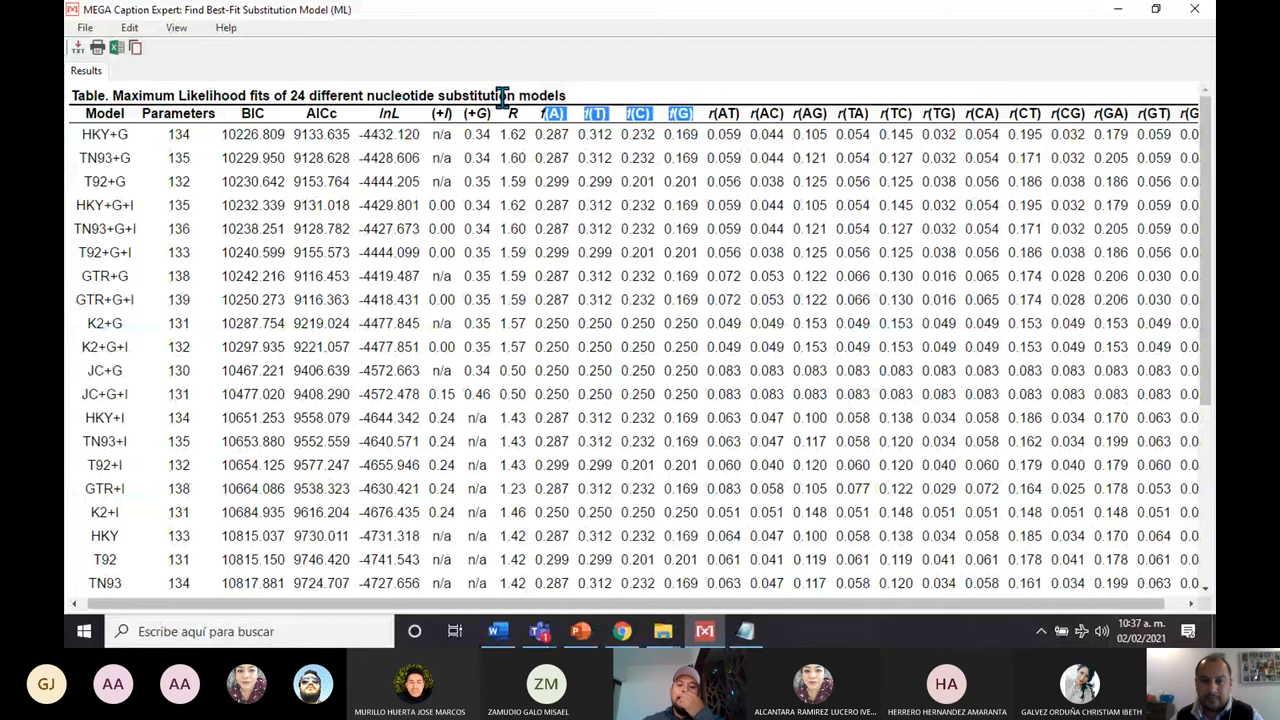 MEGA Caption Expert: Find Best-Fit Substitution Model (ML)
File Edit View Help
TXT
Results
Table. Maximum Likelihood fits of 24 different nucleotide substitution models
Model Parameters BIC AICc lnL (+I) (+G) R f(A) f(T) f(C) f(G) r(AT) r(AC) r(AG) r(TA) r(TC) r(TG) r(CA) r(CT) r(CG) r(GA) r(GT) r(G
HKY+G 134 10226.809 9133.635 -4432.120 n/a 0.34 1.62 0.287 0.312 0.232 0.169 0.059 0.044 0.105 0.054 0.145 0.032 0.054 0.195 0.032 0.179 0.059 0.0
TN93+G 135 10229.950 9128.628 -4428.606 n/a 0.34 1.60 0.287 0.312 0.232 0.169 0.059 0.044 0.121 0.054 0.127 0.032 0.054 0.171 0.032 0.205 0.059 0.0
T92+G 132 10230.642 9153.764 -4444.205 n/a 0.35 1.59 0.299 0.299 0.201 0.201 0.056 0.038 0.125 0.056 0.125 0.038 0.056 0.186 0.038 0.186 0.056 0.0
HKY+G+I 135 10232.339 9131.018 -4429.801 0.00 0.34 1.62 0.287 0.312 0.232 0.169 0.059 0.044 0.105 0.054 0.145 0.032 0.054 0.195 0.032 0.179 0.059 0.0
TN93+G+I 136 10238.251 9128.782 -4427.673 0.00 0.34 1.60 0.287 0.312 0.232 0.169 0.059 0.044 0.121 0.054 0.127 0.032 0.054 0.171 0.032 0.205 0.059 0.0
T92+G+I 133 10240.599 9155.573 -4444.099 0.00 0.35 1.59 0.299 0.299 0.201 0.201 0.056 0.038 0.125 0.056 0.125 0.038 0.056 0.186 0.038 0.186 0.056 0.0
GTR+G 138 10242.216 9116.453 -4419.487 n/a 0.35 1.59 0.287 0.312 0.232 0.169 0.072 0.053 0.122 0.066 0.130 0.016 0.065 0.174 0.028 0.206 0.030 0.0
GTR+G+I 139 10250.273 9116.363 -4418.431 0.00 0.35 1.59 0.287 0.312 0.232 0.169 0.072 0.053 0.122 0.066 0.130 0.016 0.065 0.174 0.028 0.206 0.030 0.0
K2+G 131 10287.754 9219.024 -4477.845 n/a 0.35 1.57 0.250 0.250 0.250 0.250 0.049 0.049 0.153 0.049 0.153 0.049 0.049 0.153 0.049 0.153 0.049 0.0
K2+G+I 132 10297.935 9221.057 -4477.851 0.00 0.35 1.57 0.250 0.250 0.250 0.250 0.049 0.049 0.153 0.049 0.153 0.049 0.049 0.153 0.049 0.153 0.049 0.0
JC+G 130 10467.221 9406.639 -4572.663 n/a 0.34 0.50 0.250 0.250 0.250 0.250 0.083 0.083 0.083 0.083 0.083 0.083 0.083 0.083 0.083 0.083 0.083 0.0
JC+G+I 131 10477.020 9408.290 -4572.478 0.15 0.46 0.50 0.250 0.250 0.250 0.250 0.083 0.083 0.083 0.083 0.083 0.083 0.083 0.083 0.083 0.083 0.083 0.0
HKY+I 134 10651.253 9558.079 -4644.342 0.24 n/a 1.43 0.287 0.312 0.232 0.169 0.063 0.047 0.106 0.058 0.138 0.034 0.058 0.186 0.034 0.170 0.063 0.0
TN93+I 135 10653.880 9552.559 -4640.571 0.24 n/a 1.43 0.287 0.312 0.232 0.169 0.063 0.047 0.117 0.058 0.120 0.034 0.058 0.162 0.034 0.199 0.063 0.0
T92+I 132 10654.125 9577.247 -4655.946 0.24 n/a 1.43 0.299 0.299 0.201 0.201 0.060 0.040 0.120 0.060 0.120 0.040 0.060 0.179 0.040 0.179 0.060 0.0
GTR+I 138 10664.086 9538.323 -4630.421 0.24 n/a 1.23 0.287 0.312 0.232 0.169 0.083 0.058 0.105 0.077 0.122 0.029 0.072 0.164 0.025 0.178 0.053 0.0
K2+I 131 10684.935 9616.204 -4676.435 0.24 n/a 1.46 0.250 0.250 0.250 0.250 0.051 0.051 0.148 0.051 0.148 0.051 0.051 0.148 0.051 0.148 0.051 0.0
HKY 133 10815.037 9730.011 -4731.318 n/a n/a 1.42 0.287 0.312 0.232 0.169 0.064 0.047 0.100 0.058 0.138 0.034 0.058 0.185 0.034 0.170 0.064 0.0
T92 131 10815.150 9746.420 -4741.543 n/a n/a 1.42 0.299 0.299 0.201 0.201 0.061 0.041 0.119 0.061 0.119 0.041 0.061 0.178 0.041 0.178 0.061 0.0
TN93 134 10817.881 9724.707 -4727.656 n/a n/a 1.42 0.287 0.312 0.232 0.169 0.063 0.047 0.117 0.058 0.120 0.034 0.058 0.161 0.034 0.199 0.063 0.0
Escribe aquí para buscar
10:37 a. m.
02/02/2021
GJ AA AA ZM HA
MURILLO HUERTA JOSE MARCOS ZAMUDIO GALO MISAEL ALCANTARA RAMIREZ LUCERO IVE... HERRERO HERNANDEZ AMARANTA GALVEZ ORDUÑA CHRISTIAM IBETH